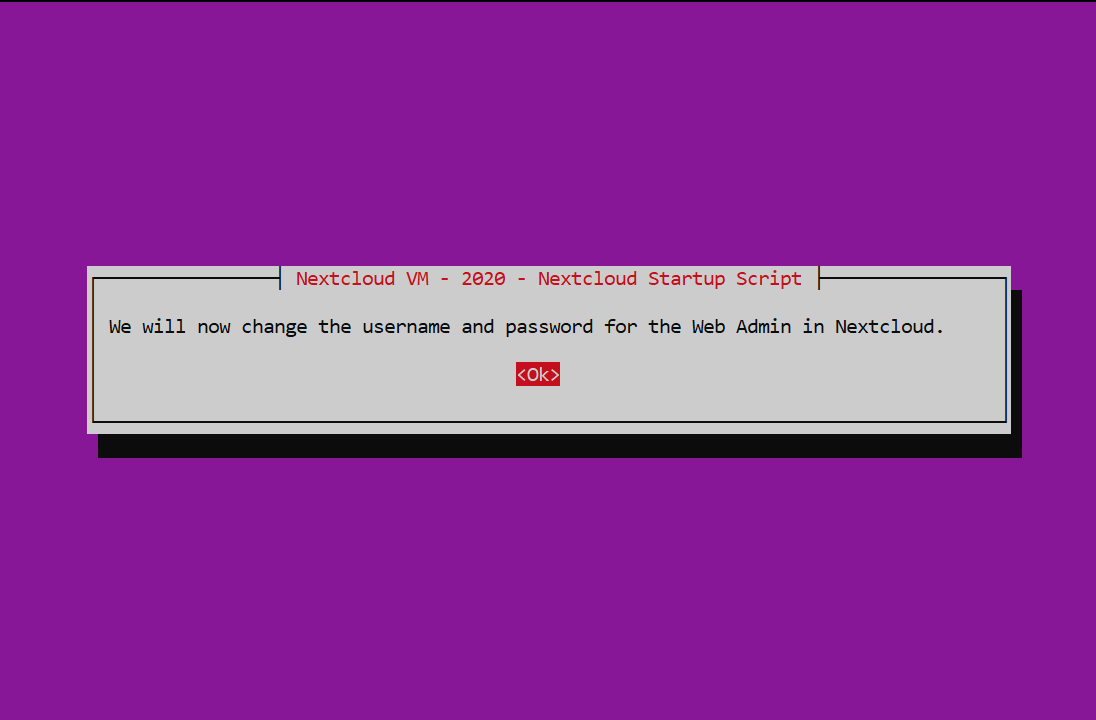 Nextcloud VM - 2020 - Nextcloud Startup Script
We will now change the username and password for the Web Admin in Nextcloud.
<Ok>